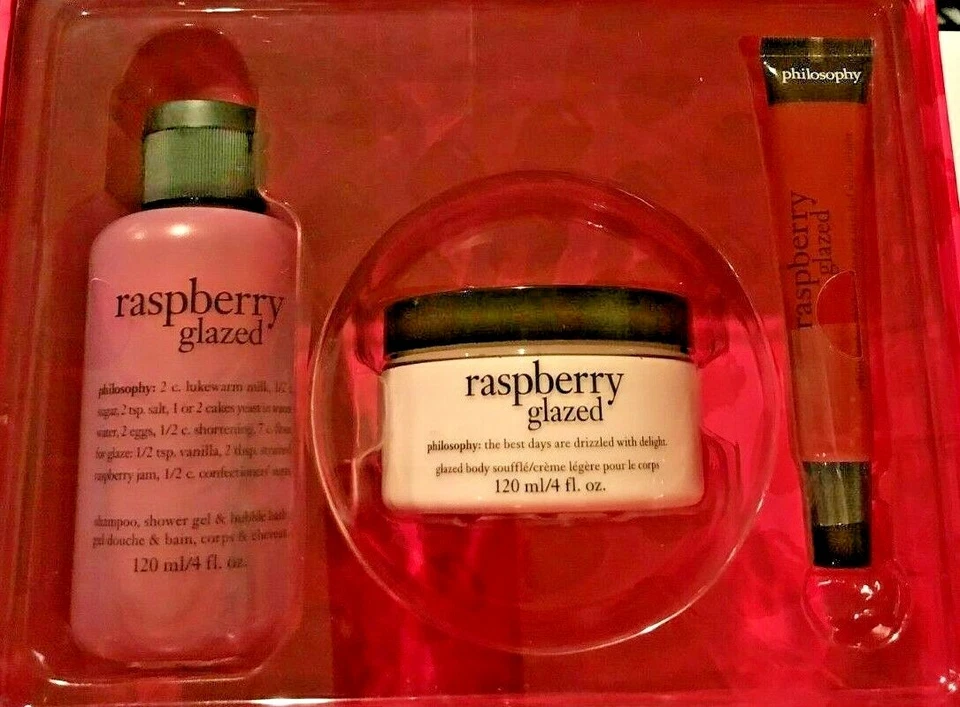 raspberry
glazed
philosophy: 2 c. lukewarm milk, 1/2 c.
sugar, 2 tsp. salt, 1 or 2 cakes yeast in warm
water, 2 eggs, 1/2 c. shortening, 7 c. flour
for glaze: 1/2 tsp. vanilla, 2 tbsp. strained
raspberry jam, 1/2 c. confectioners' sugar
shampoo, shower gel & bubble bath
gel douche & bain, corps & cheveux
120 ml/4 fl. oz.
raspberry
glazed
philosophy: the best days are drizzled with delight.
glazed body soufflé/crème légère pour le corps
120 ml/4 fl. oz.
philosophy
raspberry
glazed